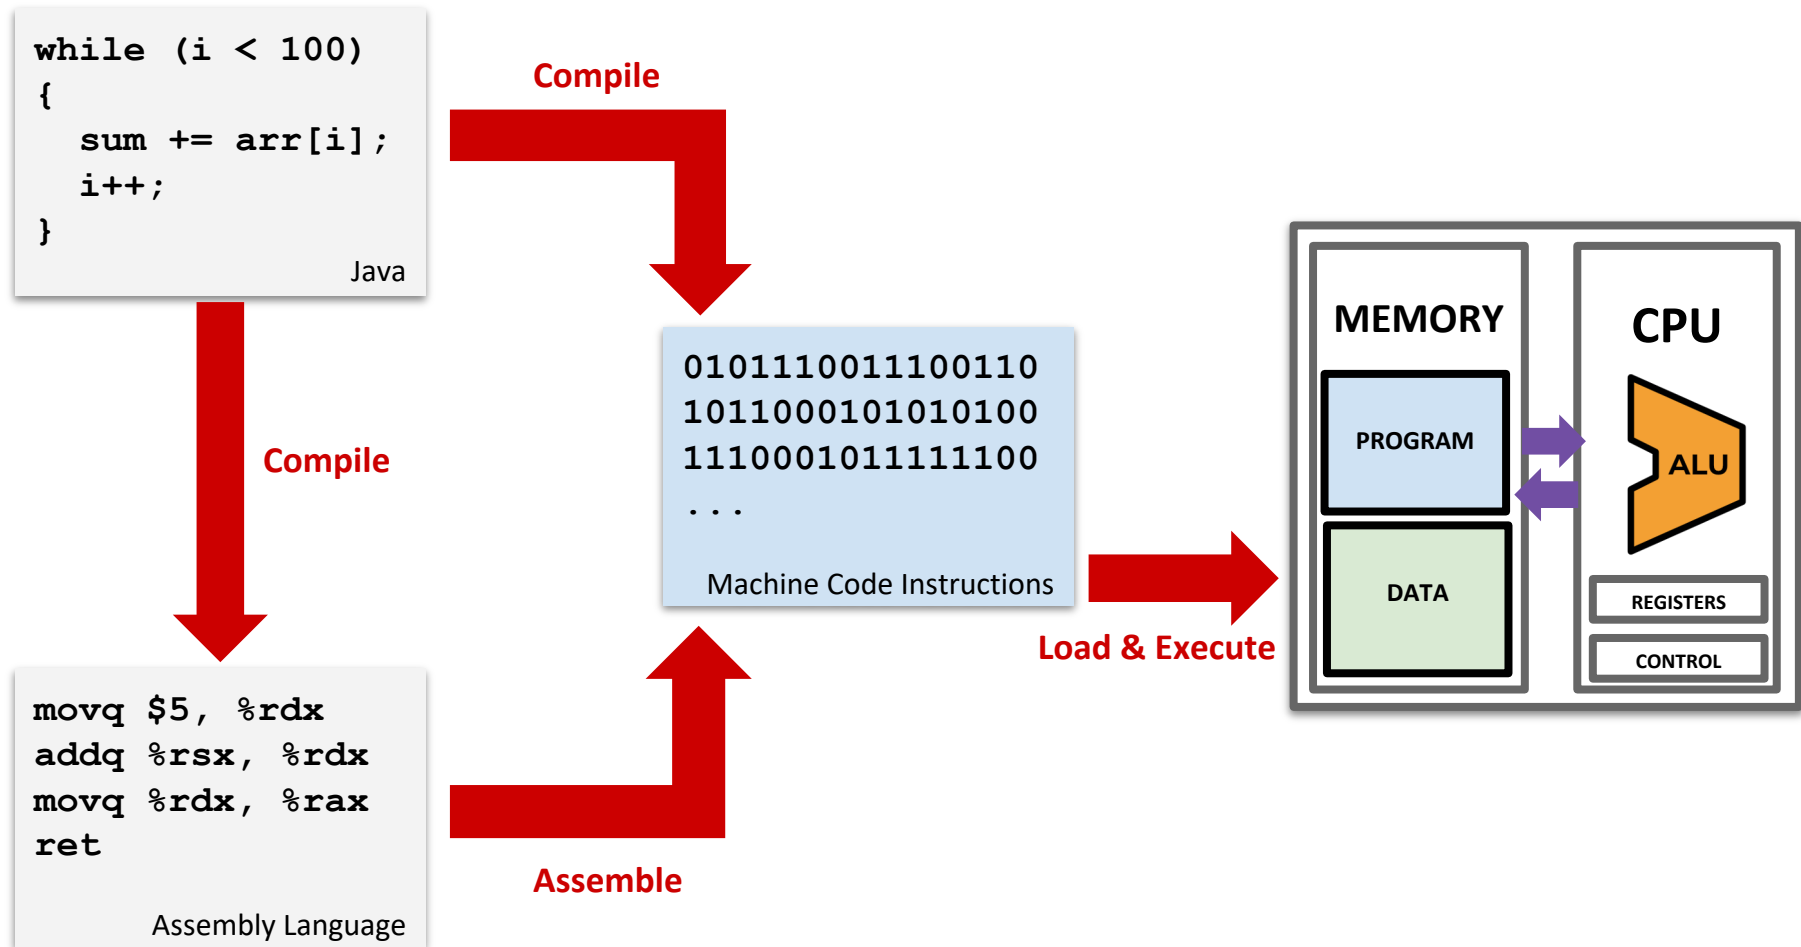 while (i < 100)
{
  sum += arr[i];
  i++;
}
Java
Compile
Compile
movq $5, %rdx
addq %rsx, %rdx
movq %rdx, %rax
ret
Assembly Language
Assemble
0101110011100110
1011000101010100
1110001011111100
...
Machine Code Instructions
Load & Execute
MEMORY
PROGRAM
DATA
CPU
ALU
REGISTERS
CONTROL